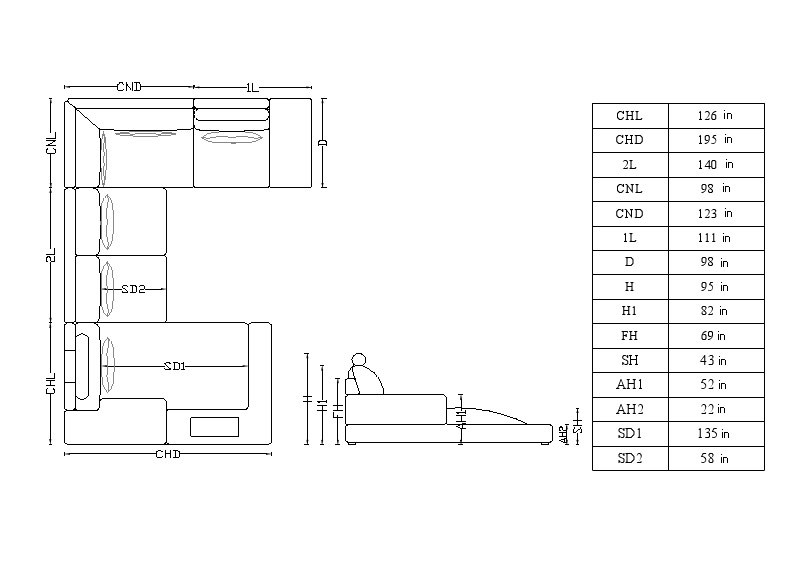 CND 1L
CNL
D
2L
SD2
CHL
SD1
CHD
H
H1
FH
AH1
AH2
SH
CHL 126 in
CHD 195 in
2L 140 in
CNL 98 in
CND 123 in
1L 111 in
D 98 in
H 95 in
H1 82 in
FH 69 in
SH 43 in
AH1 52 in
AH2 22 in
SD1 135 in
SD2 58 in